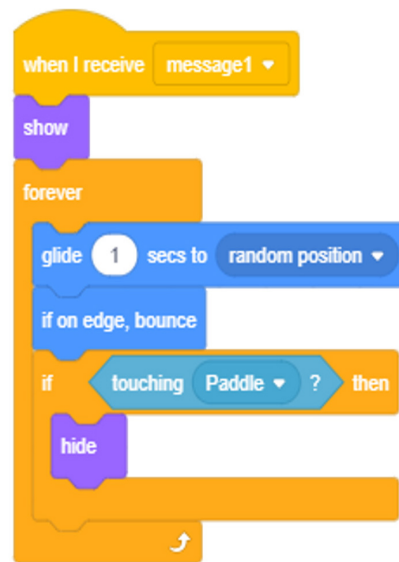 when I receive message1
show
forever
glide 1 secs to random position
if on edge, bounce
if touching Paddle ? then
hide